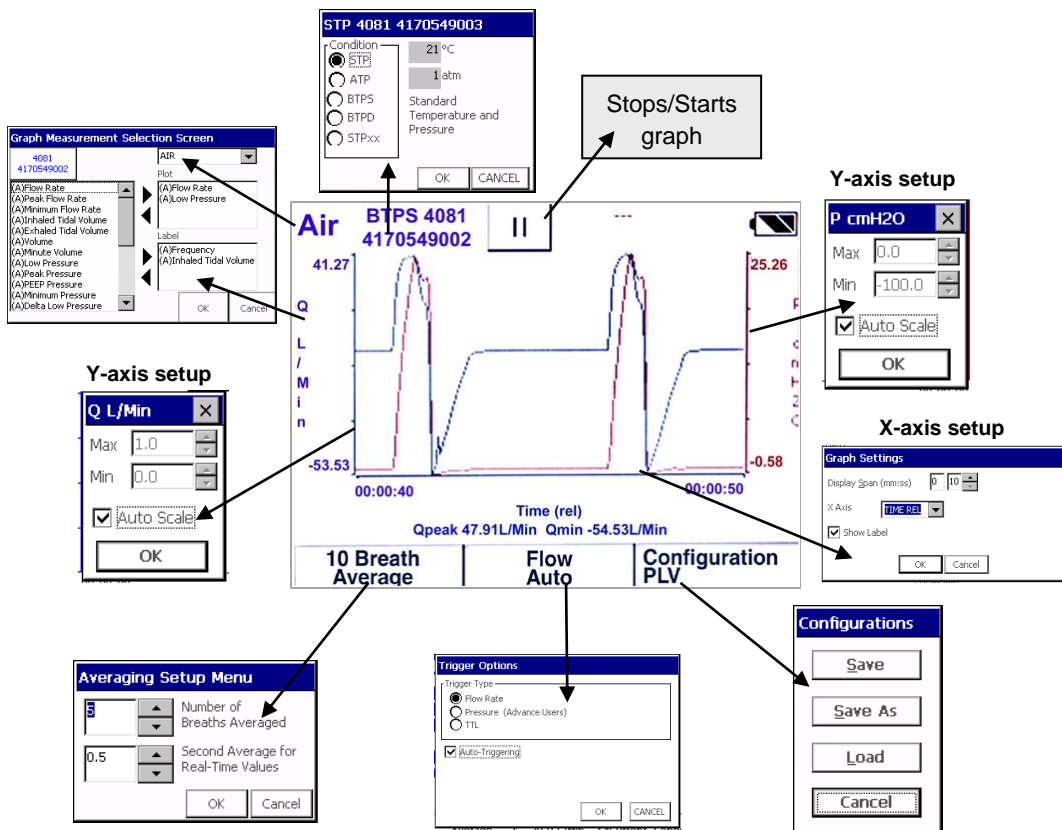 STP 4081 4170549003
Condition
STP
ATP
BTPS
BTPD
STPxx
21 °C
1 atm
Standard
Temperature and
Pressure
OK CANCEL
Stops/Starts
graph
Graph Measurement Selection Screen
4081
4170549002
AIR
Plot
(A)Flow Rate
(A)Peak Flow Rate
(A)Minimum Flow Rate
(A)Inhaled Tidal Volume
(A)Exhaled Tidal Volume
(A)Volume
(A)Minute Volume
(A)Low Pressure
(A)Peak Pressure
(A)PEEP Pressure
(A)Minimum Pressure
(A)Delta Low Pressure
(A)Flow Rate
(A)Low Pressure
Label
(A)Frequency
(A)Inhaled Tidal Volume
OK Cancel
Air
BTPS 4081
4170549002
II
---
41.27
Q L/Min
-53.53
25.26
-0.58
00:00:40
00:00:50
Time (rel)
Qpeak 47.91L/Min Qmin -54.53L/Min
10 Breath
Average
Flow
Auto
Configuration
PLV
Y-axis setup
P cmH2O X
Max 0.0
Min -100.0
Auto Scale
OK
Y-axis setup
Q L/Min X
Max 1.0
Min 0.0
Auto Scale
OK
X-axis setup
Graph Settings
Display Span (mm:ss) 0 10
X Axis TIME REL
Show Label
OK Cancel
Averaging Setup Menu
5
Number of
Breaths Averaged
0.5
Second Average for
Real-Time Values
OK Cancel
Trigger Options
Trigger Type
Flow Rate
Pressure (Advance Users)
TTL
Auto-Triggering
OK CANCEL
Configurations
Save
Save As
Load
Cancel